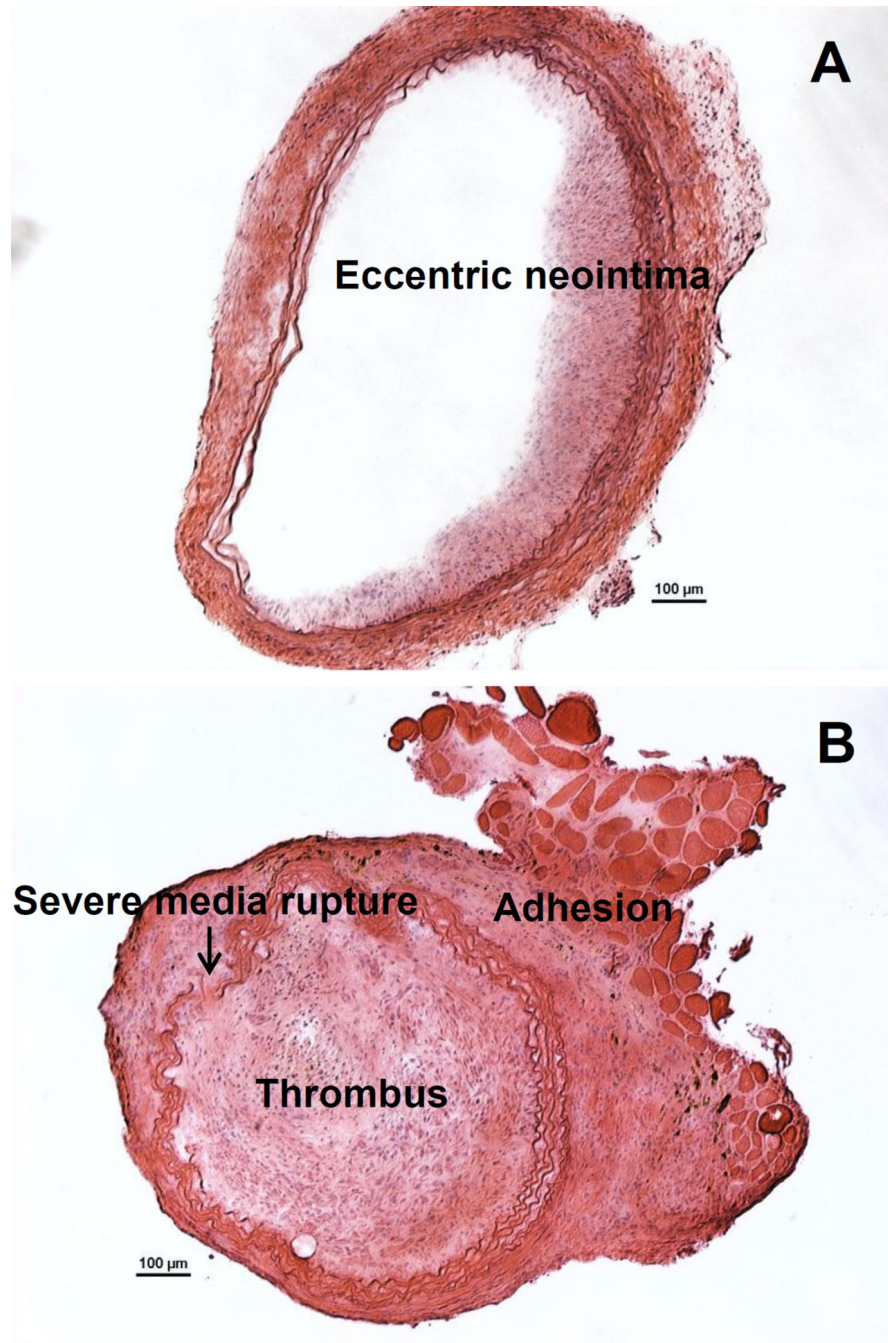 A
Eccentric neointima
100 µm
B
Severe media rupture
Adhesion
Thrombus
100 µm